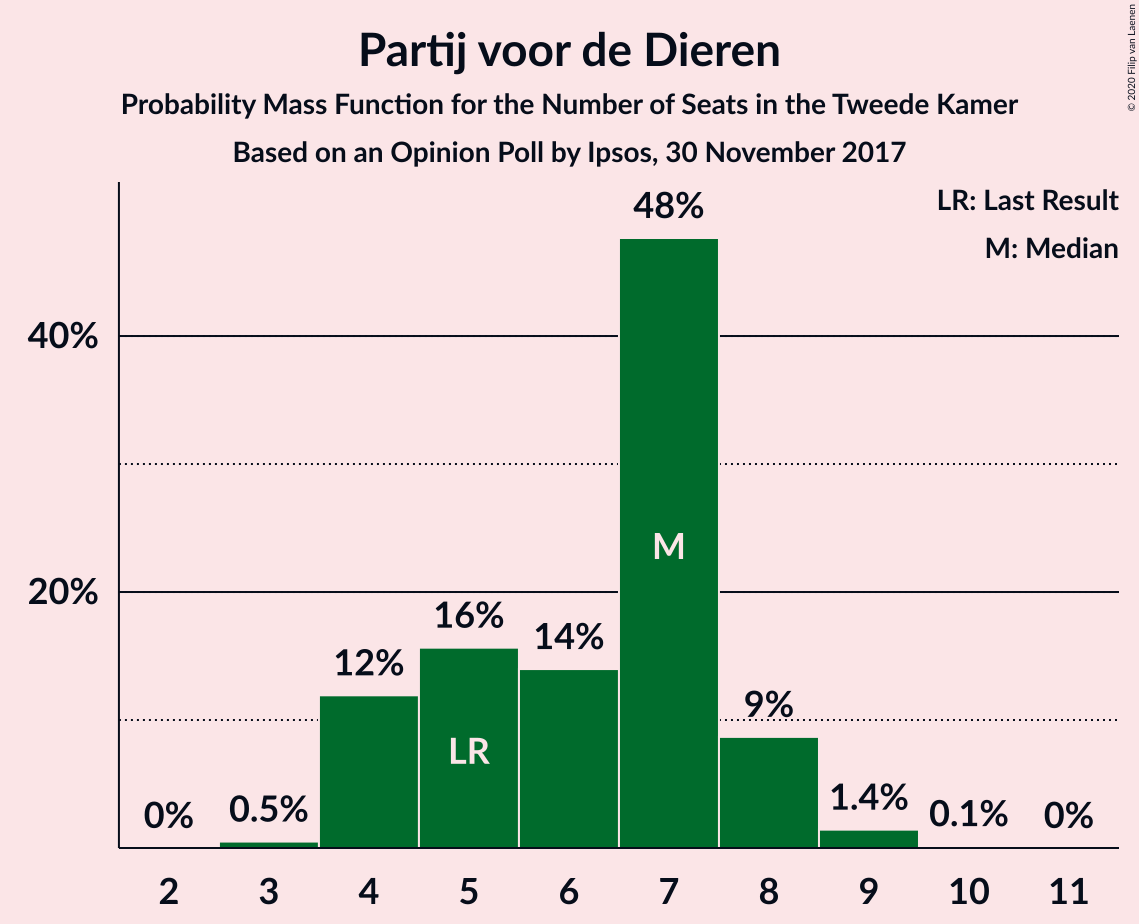 Partij voor de Dieren
Probability Mass Function for the Number of Seats in the Tweede Kamer
Based on an Opinion Poll by Ipsos, 30 November 2017
© 2020 Filip van Laenen
LR: Last Result
M: Median
48%
40%
M
20%
16%
14%
12%
9%
LR
1.4%
0.5%
0.1%
0%
0%
2 3 4 5 6 7 8 9 10 11